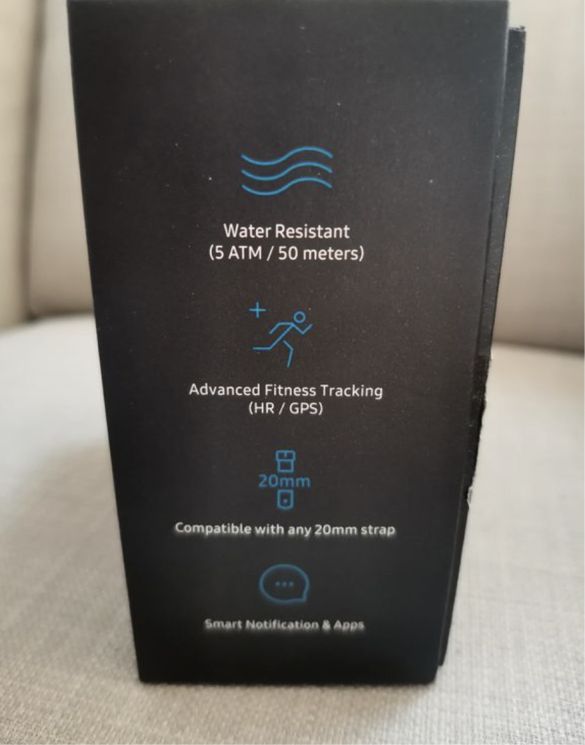 Water Resistant
(5 ATM / 50 meters)
Advanced Fitness Tracking
(HR / GPS)
20mm
Compatible with any 20mm strap
Smart Notification & Apps